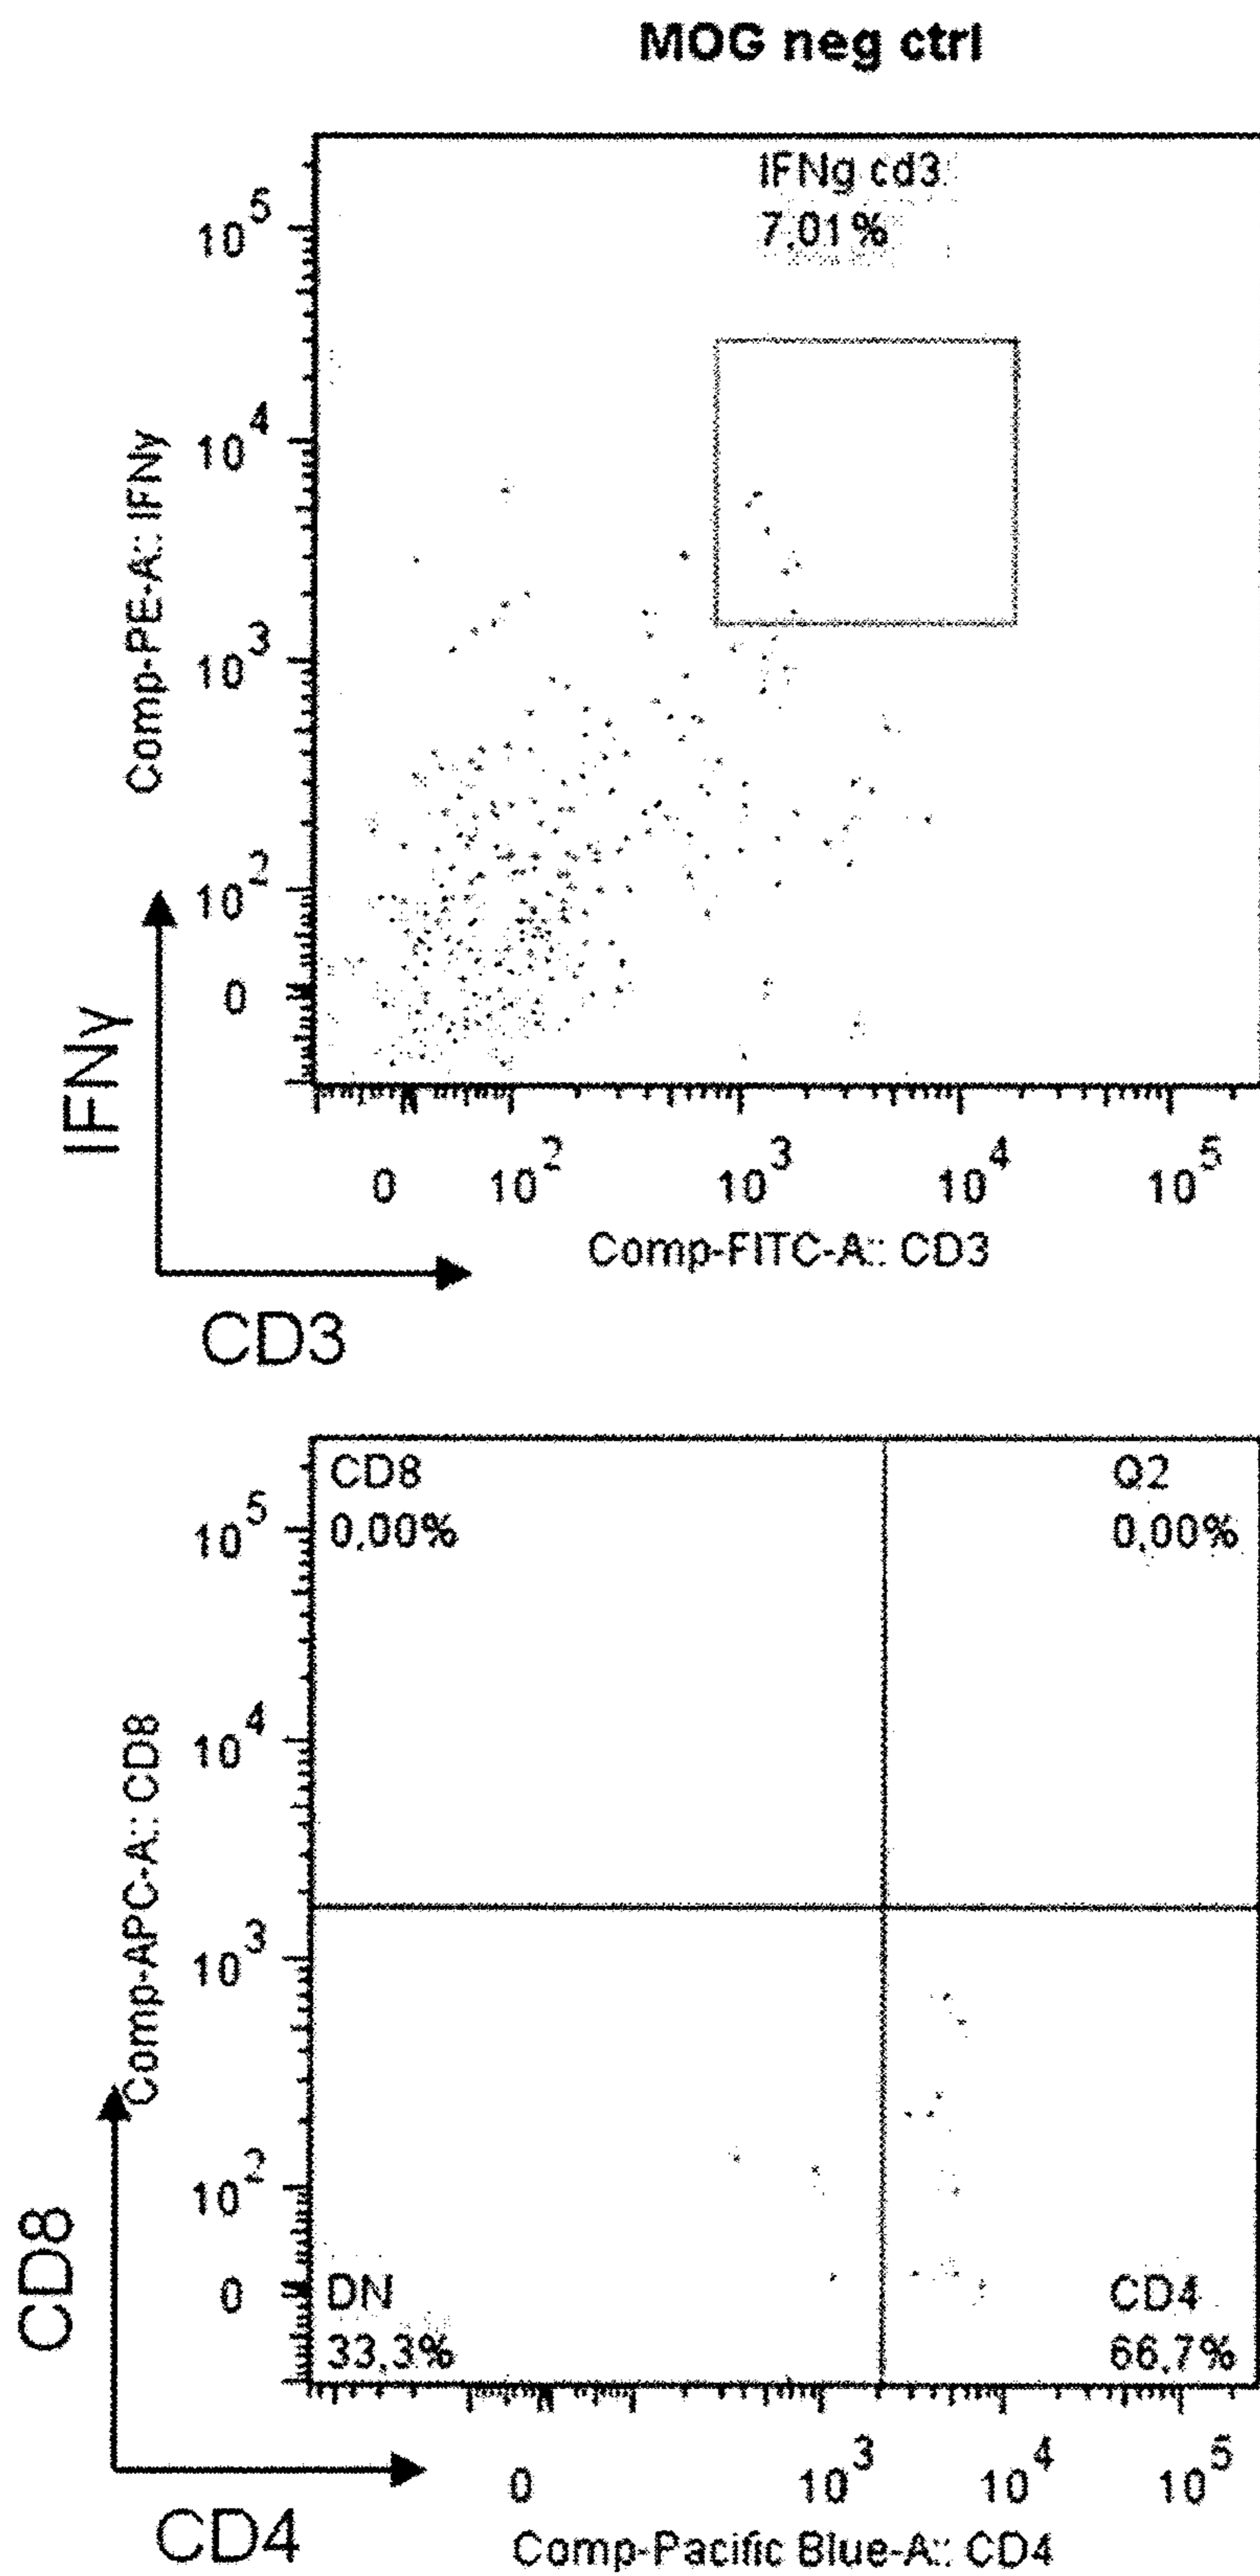 MOG neg ctrl
IFNg cd3
7,01%
10^5
10^4
10^3
10^2
0
Comp-PE-A:: IFNγ
IFNγ
0 10^2 10^3 10^4 10^5
Comp-FITC-A:: CD3
CD3
CD8
0,00%
Q2
0,00%
10^5
10^4
10^3
10^2
0
Comp-APC-A:: CD8
CD8
DN
33,3%
CD4
66,7%
0 10^3 10^4 10^5
CD4
Comp-Pacific Blue-A:: CD4